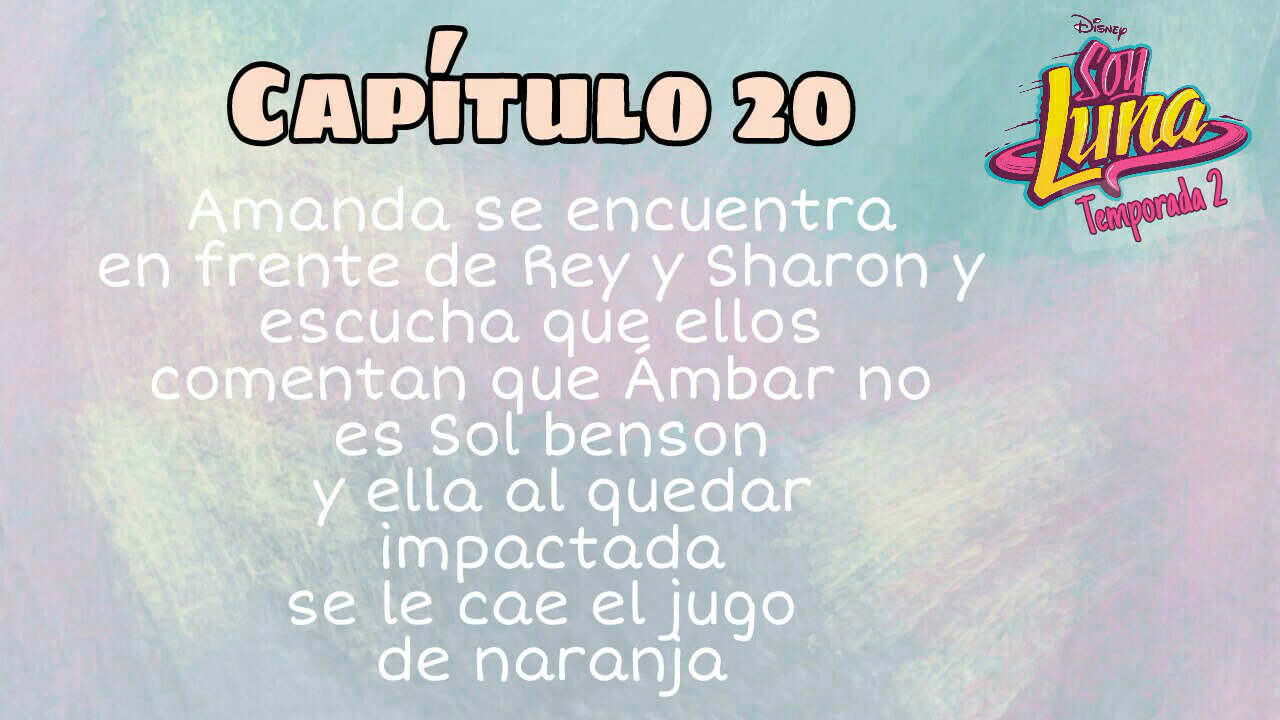 Capítulo 20
Disney
Soy
Luna
Temporada 2
Amanda se encuentra
en frente de Rey y Sharon y
escucha que ellos
comentan que Ámbar no
es Sol benson
y ella al quedar
impactada
se le cae el jugo
de naranja